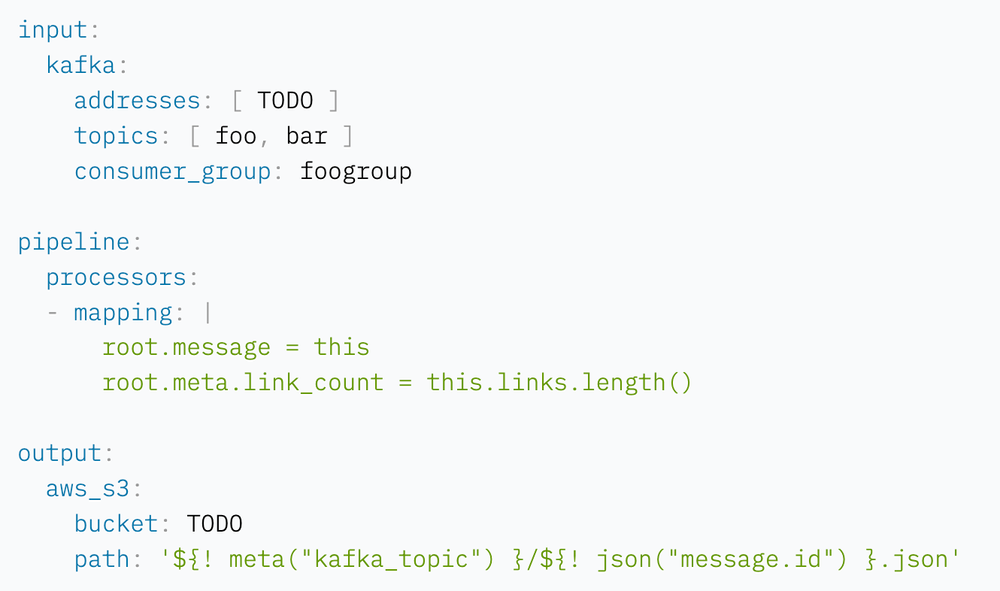 input:
  kafka:
    addresses: [ TODO ]
    topics: [ foo, bar ]
    consumer_group: foogroup

pipeline:
  processors:
  - mapping: |
      root.message = this
      root.meta.link_count = this.links.length()

output:
  aws_s3:
    bucket: TODO
    path: '${! meta("kafka_topic") }/${! json("message.id") }.json'